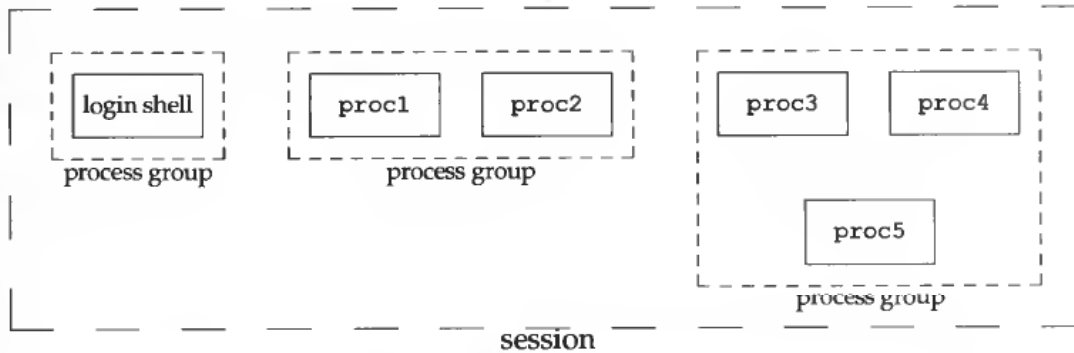 login shell
proc1
proc2
process group
process group
proc3
proc4
proc5
process group
session